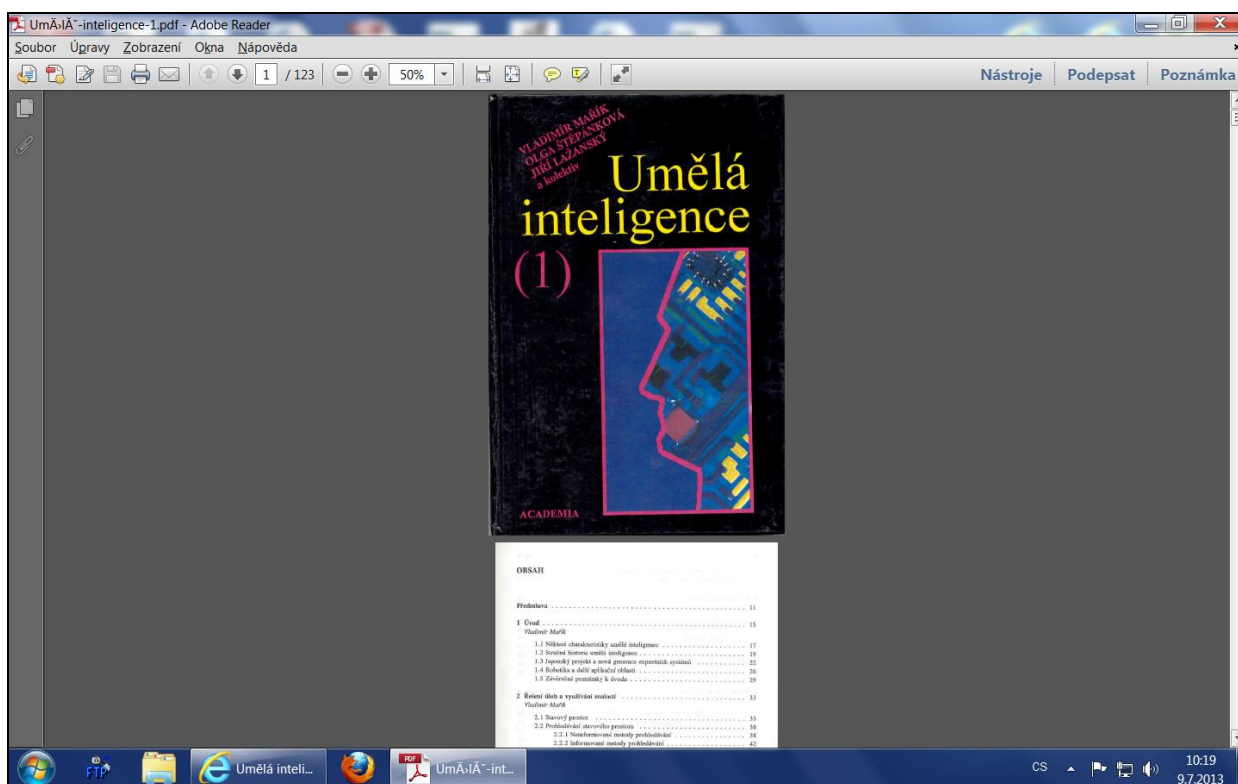 UmÄ›lÃˇ-inteligence-1.pdf - Adobe Reader
Soubor Úpravy Zobrazení Okna Nápověda
1 / 123 50% Nástroje Podepsat Poznámka
VLADIMÍR MAŘÍK
OLGA ŠTĚPÁNKOVÁ
JIŘÍ LAŽANSKÝ
a kolektiv
Umělá
inteligence
(1)
ACADEMIA
OBSAH
Předmluva 11
1 Úvod 15
Vladimír Mařík
1.1 Některé charakteristiky umělé inteligence 17
1.2 Stručná historie umělé inteligence 19
1.3 Japonský projekt a nová generace expertních systémů 22
1.4 Robotika a další aplikační oblasti 26
1.5 Závěrečné poznámky k úvodu 29
2 Řešení úloh a využívání znalostí 33
Vladimír Mařík
2.1 Stavový prostor 33
2.2 Prohledávání stavového prostoru 38
2.2.1 Neinformované metody prohledávání 38
2.2.2 Informované metody prohledávání 42
FTP Umělá inteli... PDF UmÄ›lÃˇ-int... CS 10:19
9.7.2013